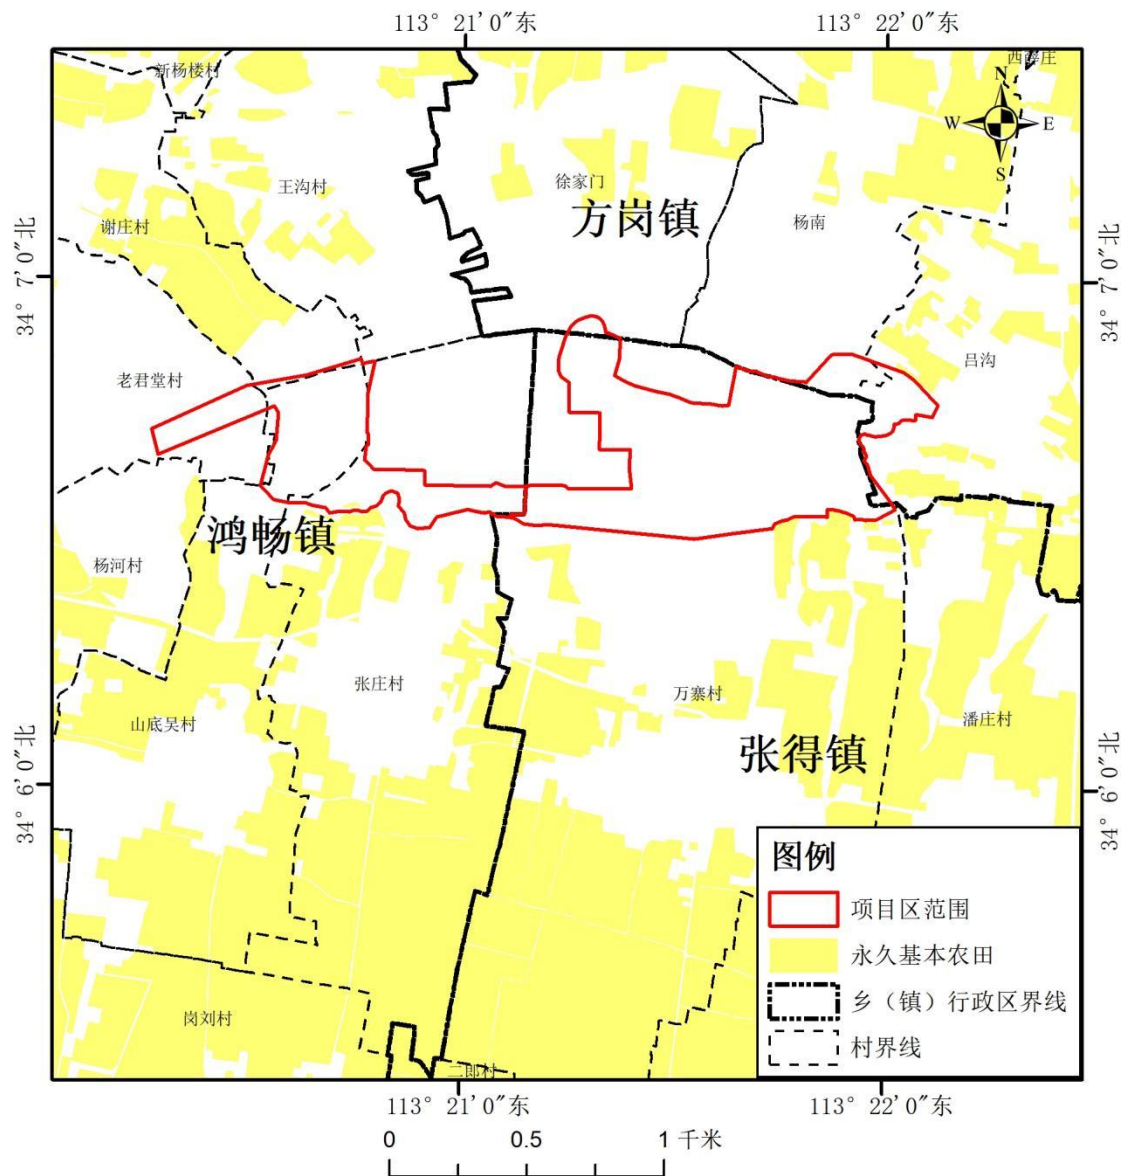 113° 21′0″东
113° 22′0″东
西薛庄
新杨楼村
N
W
E
S
王沟村
徐家门
方岗镇
谢庄村
杨南
34° 7′0″北
34° 7′0″北
吕沟
老君堂村
鸿畅镇
杨河村
张庄村
万寨村
山底吴村
潘庄村
张得镇
34° 6′0″北
34° 6′0″北
图例
项目区范围
永久基本农田
乡（镇）行政区界线
村界线
岗刘村
二郎村
113° 21′0″东
113° 22′0″东
0
0.5
1 千米